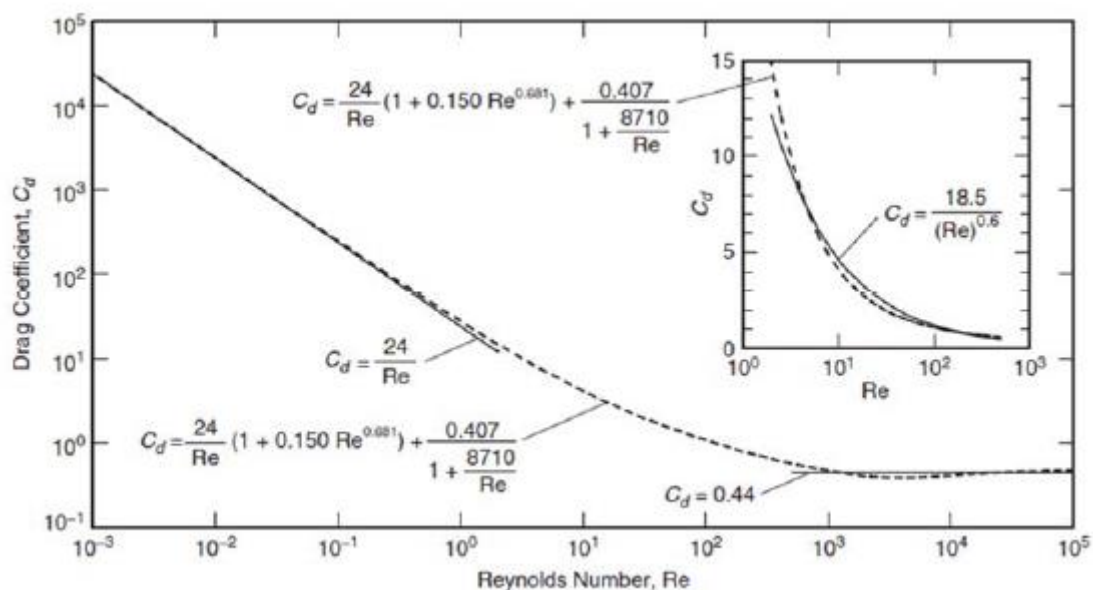 10^5
10^4
10^3
10^2
10^1
10^0
10^-1
Drag Coefficient, C_d
C_d = 24/Re (1 + 0.150 Re^0.681) + 0.407/(1 + 8710/Re)
C_d = 24/Re
C_d = 24/Re (1 + 0.150 Re^0.681) + 0.407/(1 + 8710/Re)
C_d = 0.44
10^-3 10^-2 10^-1 10^0 10^1 10^2 10^3 10^4 10^5
Reynolds Number, Re
15
10
5
0
C_d
C_d = 18.5/(Re)^0.6
10^0 10^1 10^2 10^3
Re